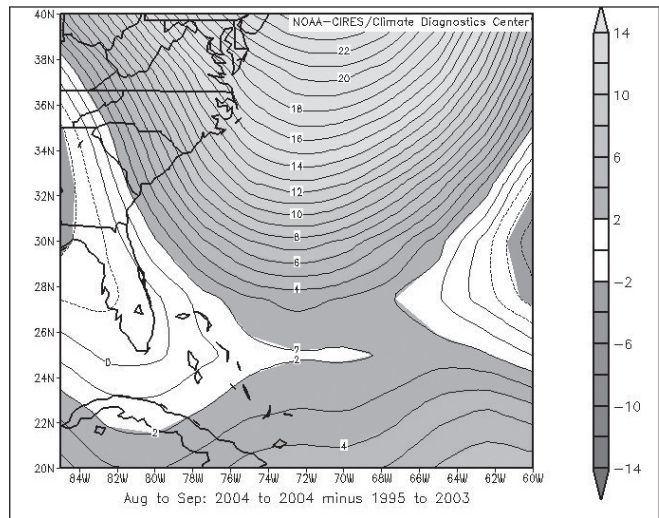 NOAA-CIRES/Climate Diagnostics Center
40N
38N
36N
34N
32N
30N
28N
26N
24N
22N
20N
22
20
18
16
14
12
10
8
6
4
2
2
0
2
4
84W 82W 80W 78W 76W 74W 72W 70W 68W 66W 64W 62W 60W
Aug to Sep: 2004 to 2004 minus 1995 to 2003
14
10
6
2
-2
-6
-10
-14